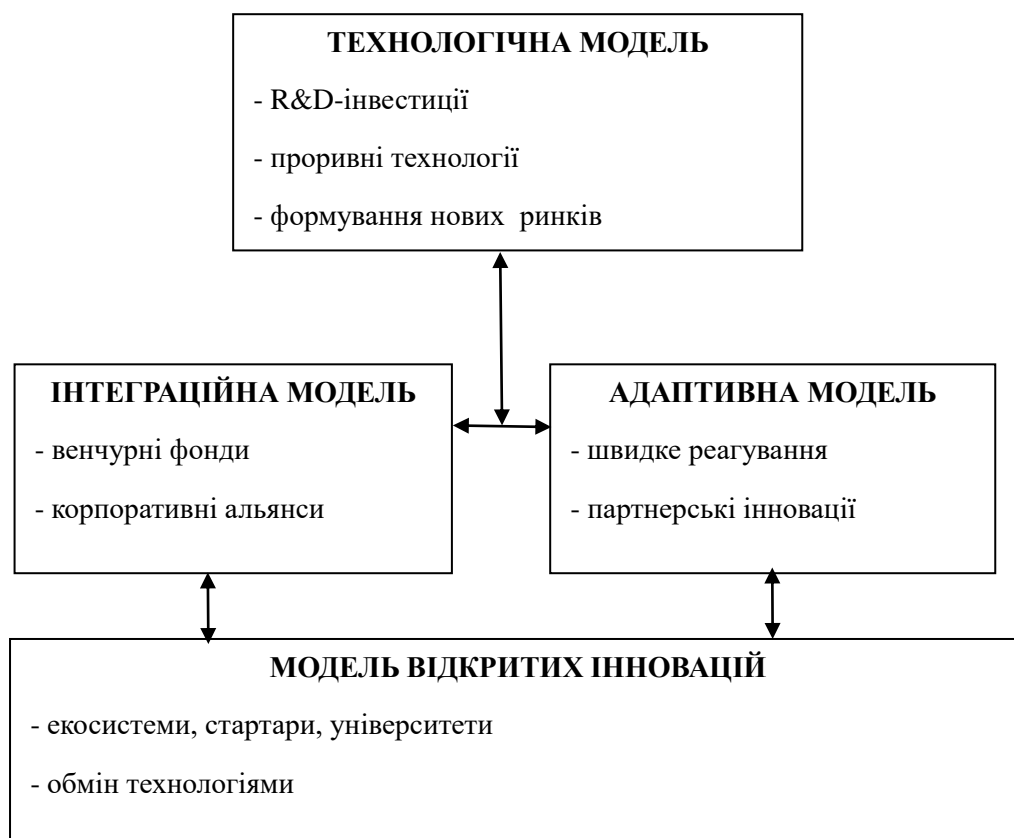 ТЕХНОЛОГІЧНА МОДЕЛЬ
- R&D-інвестиції
- проривні технології
- формування нових ринків
ІНТЕГРАЦІЙНА МОДЕЛЬ
- венчурні фонди
- корпоративні альянси
АДАПТИВНА МОДЕЛЬ
- швидке реагування
- партнерські інновації
МОДЕЛЬ ВІДКРИТИХ ІННОВАЦІЙ
- екосистеми, стартари, університети
- обмін технологіями